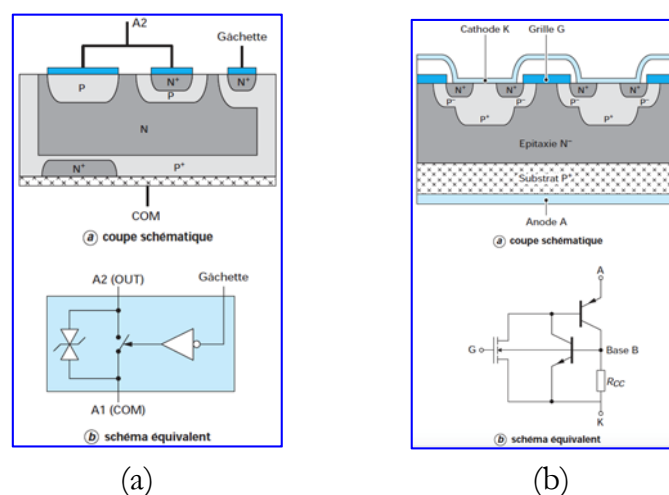 A2
Gâchette
N+
N+
P
P
N
N+
P+
COM
ⓐ coupe schématique
A2 (OUT)
Gâchette
A1 (COM)
ⓑ schéma équivalent
(a)
Cathode K
Grille G
N+
N+
N+
N+
P−
P−
P−
P−
P+
P+
Epitaxie N−
Substrat P+
Anode A
ⓐ coupe schématique
A
G
Base B
RCC
K
ⓑ schéma équivalent
(b)